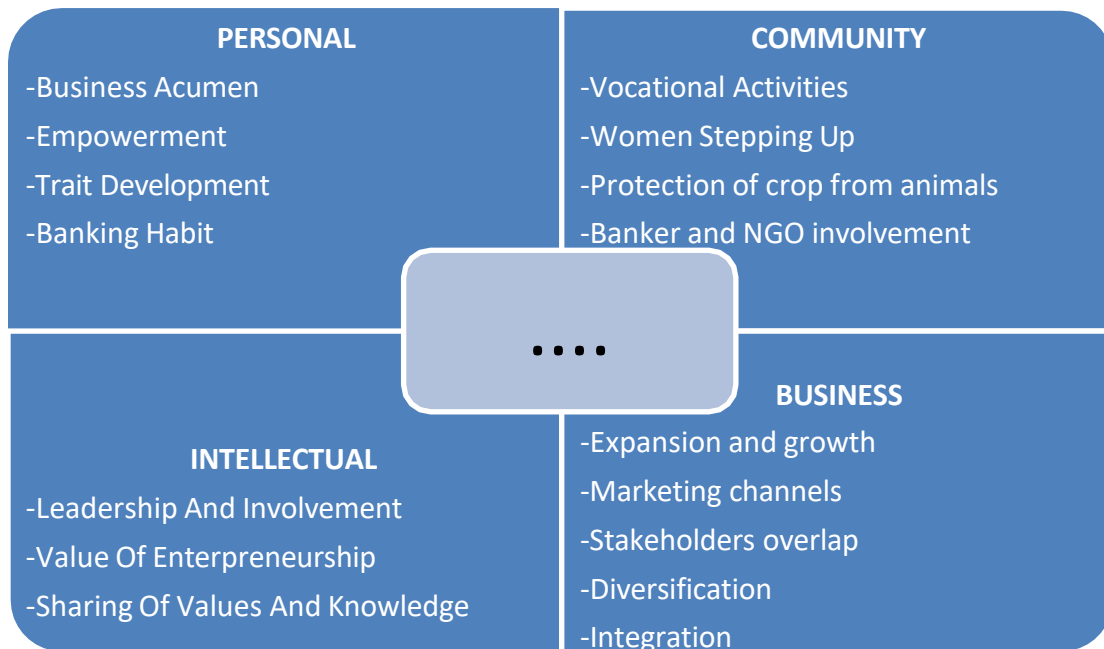 PERSONAL
-Business Acumen
-Empowerment
-Trait Development
-Banking Habit
COMMUNITY
-Vocational Activities
-Women Stepping Up
-Protection of crop from animals
-Banker and NGO involvement
....
INTELLECTUAL
-Leadership And Involvement
-Value Of Enterpreneurship
-Sharing Of Values And Knowledge
BUSINESS
-Expansion and growth
-Marketing channels
-Stakeholders overlap
-Diversification
-Integration